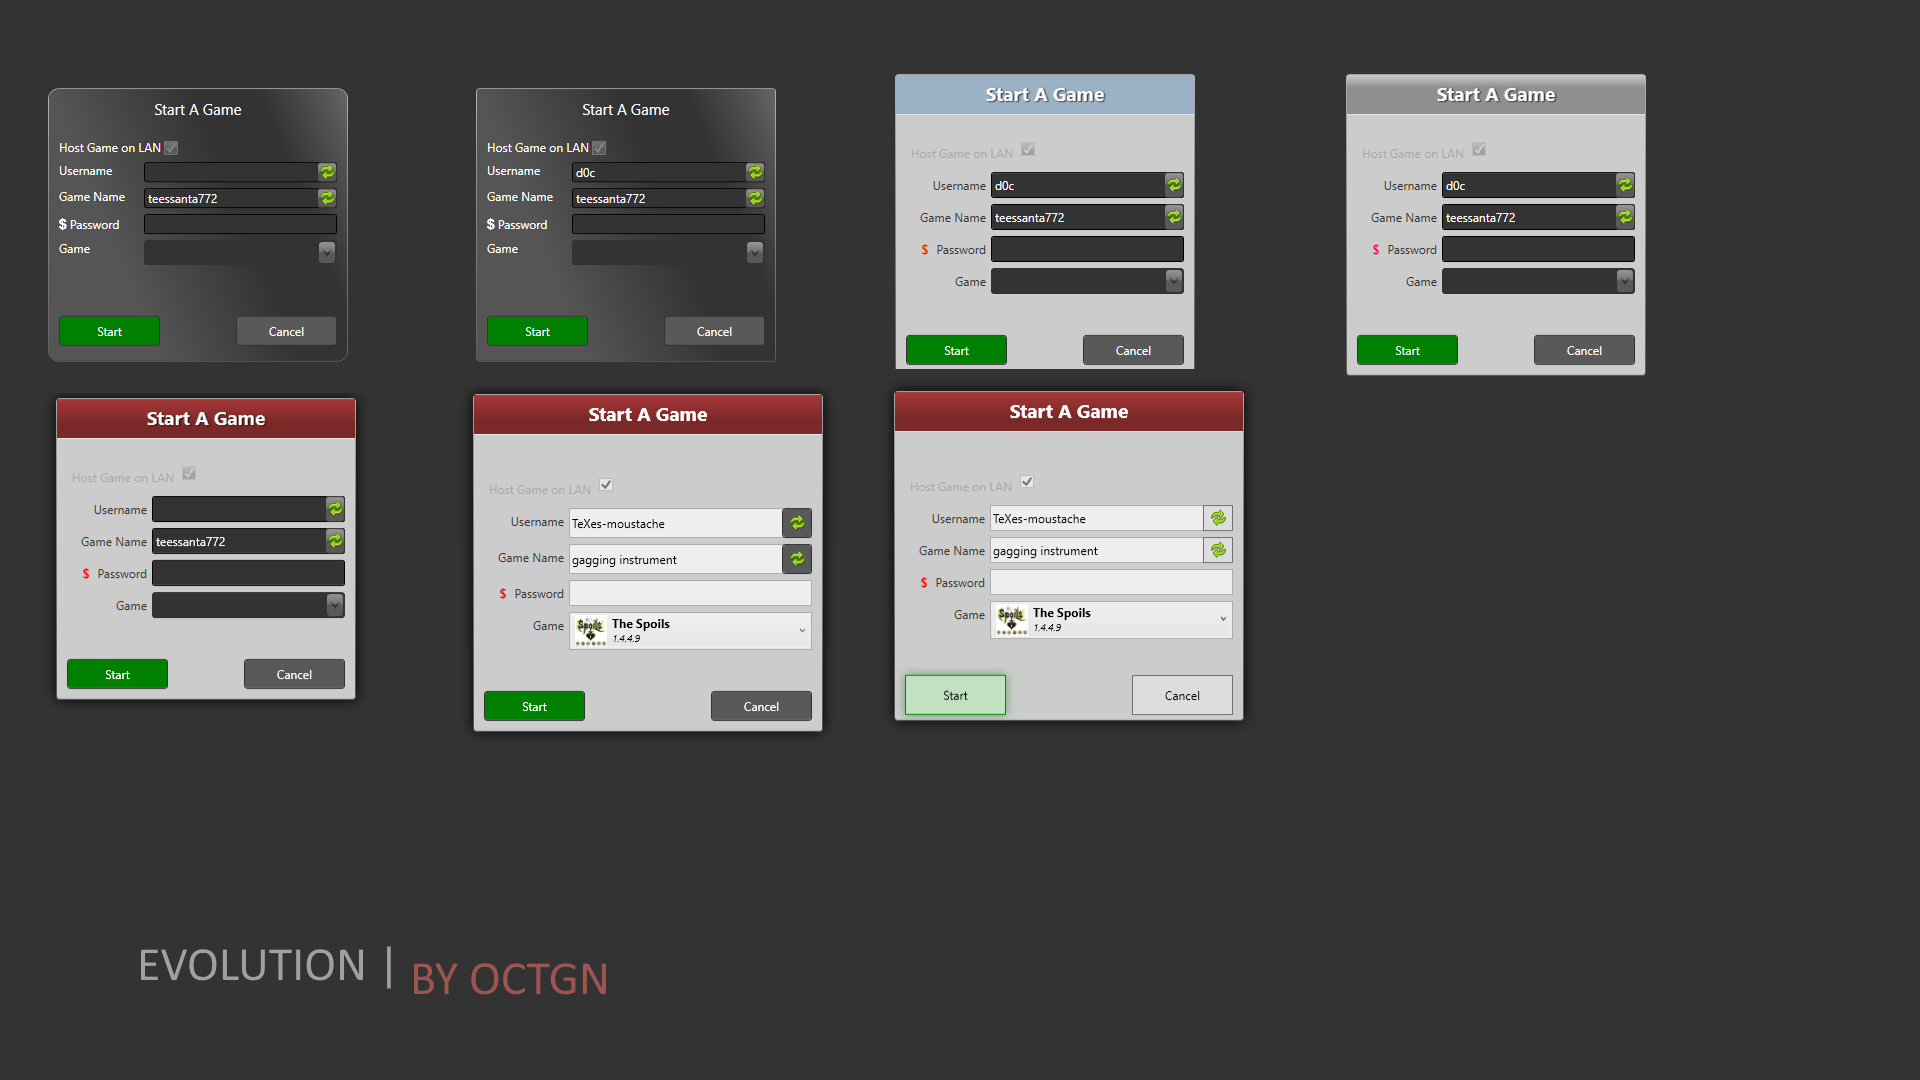 Start A Game
Host Game on LAN
Username
Game Name teessanta772
$ Password
Game
Start Cancel
Start A Game
Host Game on LAN
Username d0c
Game Name teessanta772
$ Password
Game
Start Cancel
Start A Game
Host Game on LAN
Username d0c
Game Name teessanta772
$ Password
Game
Start Cancel
Start A Game
Host Game on LAN
Username d0c
Game Name teessanta772
$ Password
Game
Start Cancel
Start A Game
Host Game on LAN
Username
Game Name teessanta772
$ Password
Game
Start Cancel
Start A Game
Host Game on LAN
Username TeXes-moustache
Game Name gagging instrument
$ Password
Game Spoils The Spoils
1.4.4.9
Start Cancel
Start A Game
Host Game on LAN
Username TeXes-moustache
Game Name gagging instrument
$ Password
Game Spoils The Spoils
1.4.4.9
Start Cancel
EVOLUTION | BY OCTGN